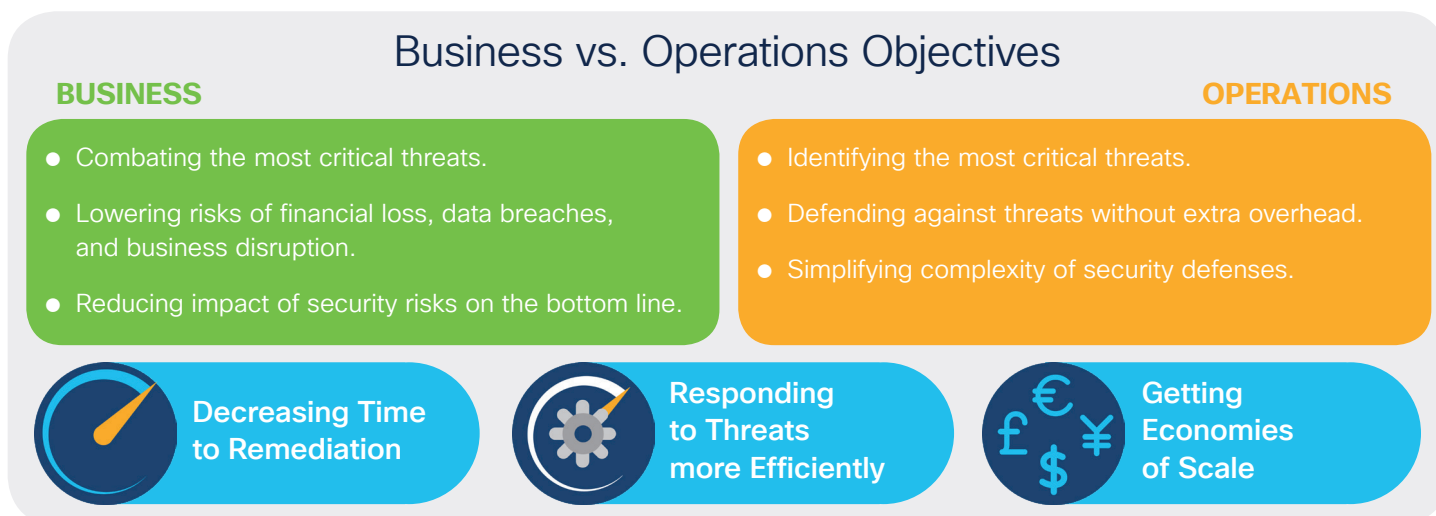 Business vs. Operations Objectives
BUSINESS
● Combating the most critical threats.
● Lowering risks of financial loss, data breaches,
and business disruption.
● Reducing impact of security risks on the bottom line.
OPERATIONS
● Identifying the most critical threats.
● Defending against threats without extra overhead.
● Simplifying complexity of security defenses.
Decreasing Time
to Remediation
Responding
to Threats
more Efficiently
€
£
¥
$
Getting
Economies
of Scale